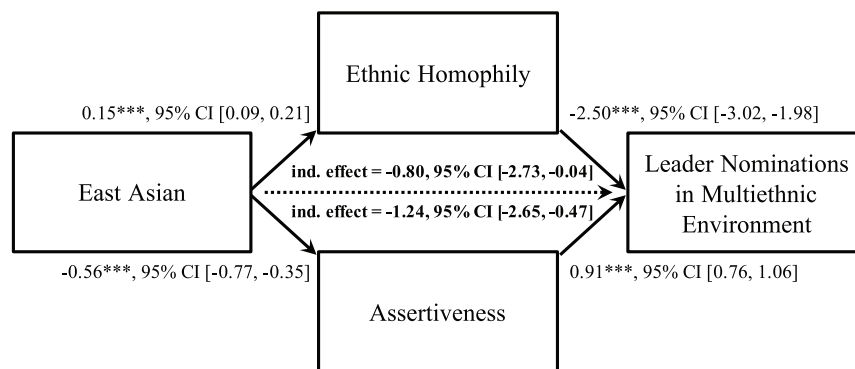 Ethnic Homophily
0.15***, 95% CI [0.09, 0.21]
-2.50***, 95% CI [-3.02, -1.98]
East Asian
ind. effect = -0.80, 95% CI [-2.73, -0.04]
ind. effect = -1.24, 95% CI [-2.65, -0.47]
Leader Nominations
in Multiethnic
Environment
-0.56***, 95% CI [-0.77, -0.35]
0.91***, 95% CI [0.76, 1.06]
Assertiveness